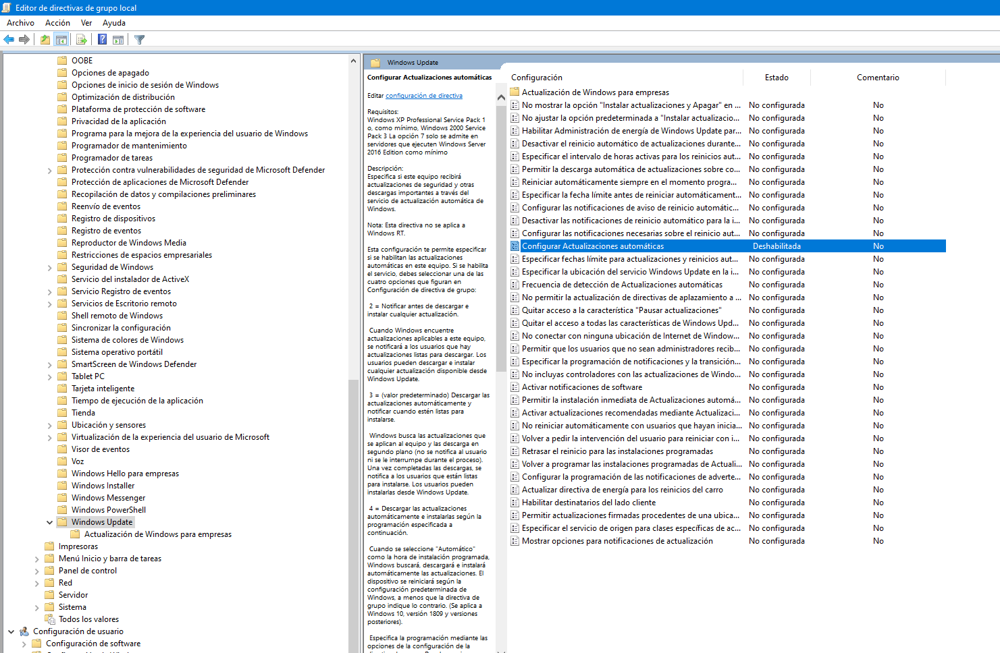 Editor de directivas de grupo local
Archivo Acción Ver Ayuda
OOBE
Opciones de apagado
Opciones de inicio de sesión de Windows
Optimización de distribución
Plataforma de protección de software
Privacidad de la aplicación
Programa para la mejora de la experiencia del usuario de Windows
Programador de mantenimiento
Programador de tareas
Protección contra vulnerabilidades de seguridad de Microsoft Defender
Protección de aplicaciones de Microsoft Defender
Recopilación de datos y compilaciones preliminares
Reenvío de eventos
Registro de dispositivos
Registro de eventos
Reproductor de Windows Media
Restricciones de espacios empresariales
Seguridad de Windows
Servicio del instalador de ActiveX
Servicio Registro de eventos
Servicios de Escritorio remoto
Shell remoto de Windows
Sincronizar la configuración
Sistema de colores de Windows
Sistema operativo portátil
SmartScreen de Windows Defender
Tablet PC
Tarjeta inteligente
Tiempo de ejecución de la aplicación
Tienda
Ubicación y sensores
Virtualización de la experiencia del usuario de Microsoft
Visor de eventos
Voz
Windows Hello para empresas
Windows Installer
Windows Messenger
Windows PowerShell
Windows Update
Actualización de Windows para empresas
Impresoras
Menú Inicio y barra de tareas
Panel de control
Red
Servidor
Sistema
Todos los valores
Configuración de usuario
Configuración de software
Windows Update
Configurar Actualizaciones automáticas
Editar configuración de directiva
Requisitos:
Windows XP Professional Service Pack 1
o, como mínimo, Windows 2000 Service
Pack 3 La opción 7 solo se admite en
servidores que ejecuten Windows Server
2016 Edition como mínimo
Descripción:
Especifica si este equipo recibirá
actualizaciones de seguridad y otras
descargas importantes a través del
servicio de actualización automática de
Windows.
Nota: Esta directiva no se aplica a
Windows RT.
Esta configuración te permite especificar
si se habilitan las actualizaciones
automáticas en este equipo. Si se habilita
el servicio, debes seleccionar una de las
cuatro opciones que figuran en
Configuración de directiva de grupo:
2 = Notificar antes de descargar e
instalar cualquier actualización.
Cuando Windows encuentre
actualizaciones aplicables a este equipo,
se notificará a los usuarios que hay
actualizaciones listas para descargar. Los
usuarios pueden descargar e instalar
cualquier actualización disponible desde
Windows Update.
3 = (valor predeterminado) Descargar las
actualizaciones automáticamente y
notificar cuando estén listas para
instalarse.
Windows busca las actualizaciones que
se aplican al equipo y las descarga en
segundo plano (no se notifica al usuario
ni se le interrumpe durante el proceso).
Una vez completadas las descargas, se
notifica a los usuarios que están listas
para instalarse. Los usuarios pueden
instalarlas desde Windows Update.
4 = Descargar las actualizaciones
automáticamente e instalarlas según la
programación especificada a
continuación.
Cuando se seleccione "Automático"
como la hora de instalación programada,
Windows buscará, descargará e instalará
automáticamente las actualizaciones. El
dispositivo se reiniciará según la
configuración predeterminada de
Windows, a menos que la directiva de
grupo indique lo contrario. (Se aplica a
Windows 10, versión 1809 y versiones
posteriores).
Especifica la programación mediante las
opciones de la configuración de la
Configuración Estado Comentario
Actualización de Windows para empresas
No mostrar la opción "Instalar actualizaciones y Apagar" en ... No configurada No
No ajustar la opción predeterminada a "Instalar actualizacio... No configurada No
Habilitar Administración de energía de Windows Update par... No configurada No
Desactivar el reinicio automático de actualizaciones durante... No configurada No
Especificar el intervalo de horas activas para los reinicios aut... No configurada No
Permitir la descarga automática de actualizaciones sobre co... No configurada No
Reiniciar automáticamente siempre en el momento progra... No configurada No
Especificar la fecha límite antes de reiniciar automáticament... No configurada No
Configurar las notificaciones de aviso de reinicio automátic... No configurada No
Desactivar las notificaciones de reinicio automático para la i... No configurada No
Configurar las notificaciones necesarias sobre el reinicio aut... No configurada No
Configurar Actualizaciones automáticas Deshabilitada No
Especificar fechas límite para actualizaciones y reinicios aut... No configurada No
Especificar la ubicación del servicio Windows Update en la i... No configurada No
Frecuencia de detección de Actualizaciones automáticas No configurada No
No permitir la actualización de directivas de aplazamiento a ... No configurada No
Quitar acceso a la característica "Pausar actualizaciones" No configurada No
Quitar el acceso a todas las características de Windows Upd... No configurada No
No conectar con ninguna ubicación de Internet de Window... No configurada No
Permitir que los usuarios que no sean administradores recib... No configurada No
Especificar la programación de notificaciones y la transición... No configurada No
No incluyas controladores con las actualizaciones de Windo... No configurada No
Activar notificaciones de software No configurada No
Permitir la instalación inmediata de Actualizaciones automá... No configurada No
Activar actualizaciones recomendadas mediante Actualizaci... No configurada No
No reiniciar automáticamente con usuarios que hayan inicia... No configurada No
Volver a pedir la intervención del usuario para reiniciar con i... No configurada No
Retrasar el reinicio para las instalaciones programadas No configurada No
Volver a programar las instalaciones programadas de Actuali... No configurada No
Configurar la programación de las notificaciones de adverte... No configurada No
Actualizar directiva de energía para los reinicios del carro No configurada No
Habilitar destinatarios del lado cliente No configurada No
Permitir actualizaciones firmadas procedentes de una ubica... No configurada No
Especificar el servicio de origen para clases específicas de ac... No configurada No
Mostrar opciones para notificaciones de actualización No configurada No